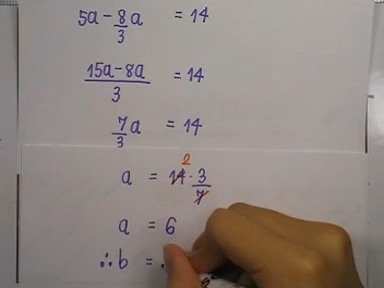 5a - 8/3 a = 14
(15a - 8a)/3 = 14
7/3 a = 14
2
a = 14 · 3/7
a = 6
∴ b =